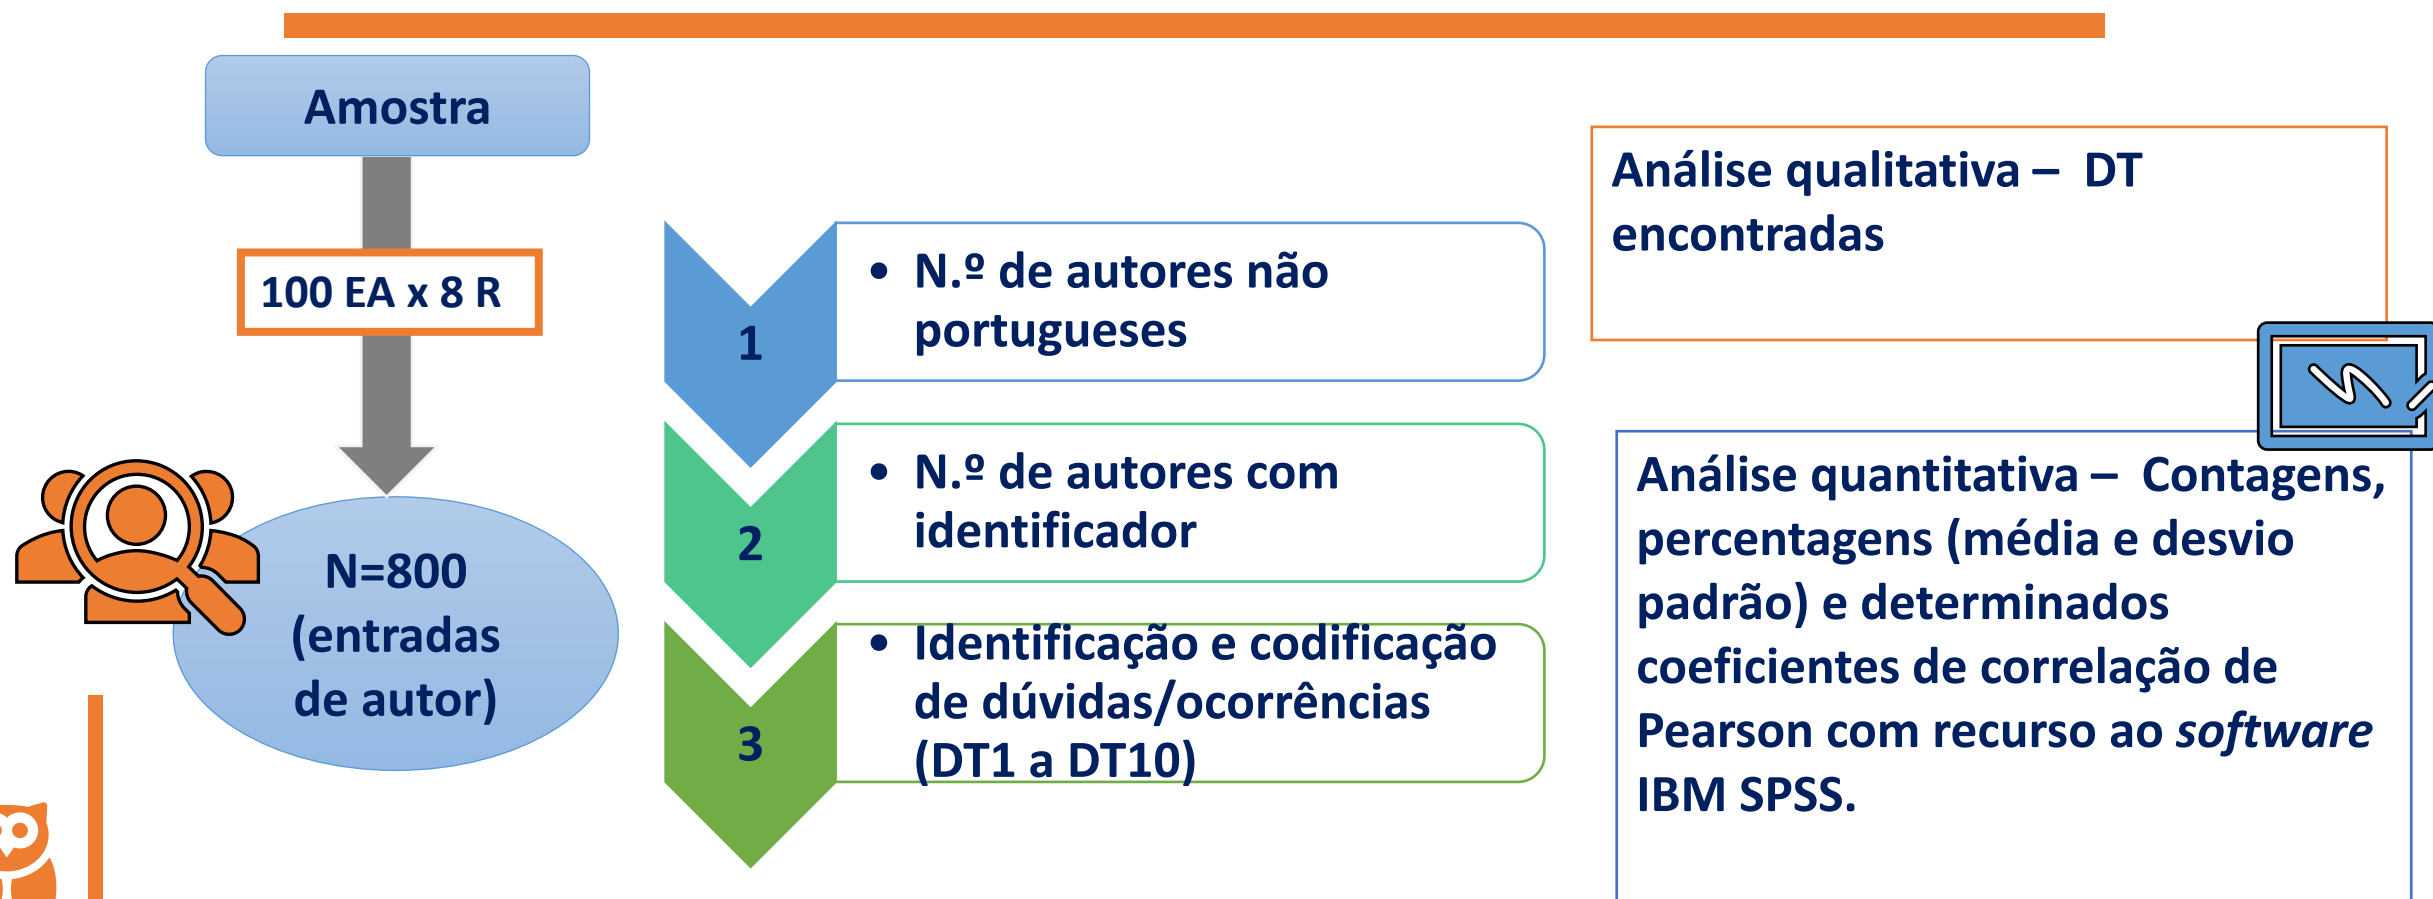 Amostra
100 EA x 8 R
N=800
(entradas
de autor)
1
• N.º de autores não
portugueses
2
• N.º de autores com
identificador
3
• Identificação e codificação
de dúvidas/ocorrências
(DT1 a DT10)
Análise qualitativa – DT
encontradas
Análise quantitativa – Contagens,
percentagens (média e desvio
padrão) e determinados
coeficientes de correlação de
Pearson com recurso ao software
IBM SPSS.